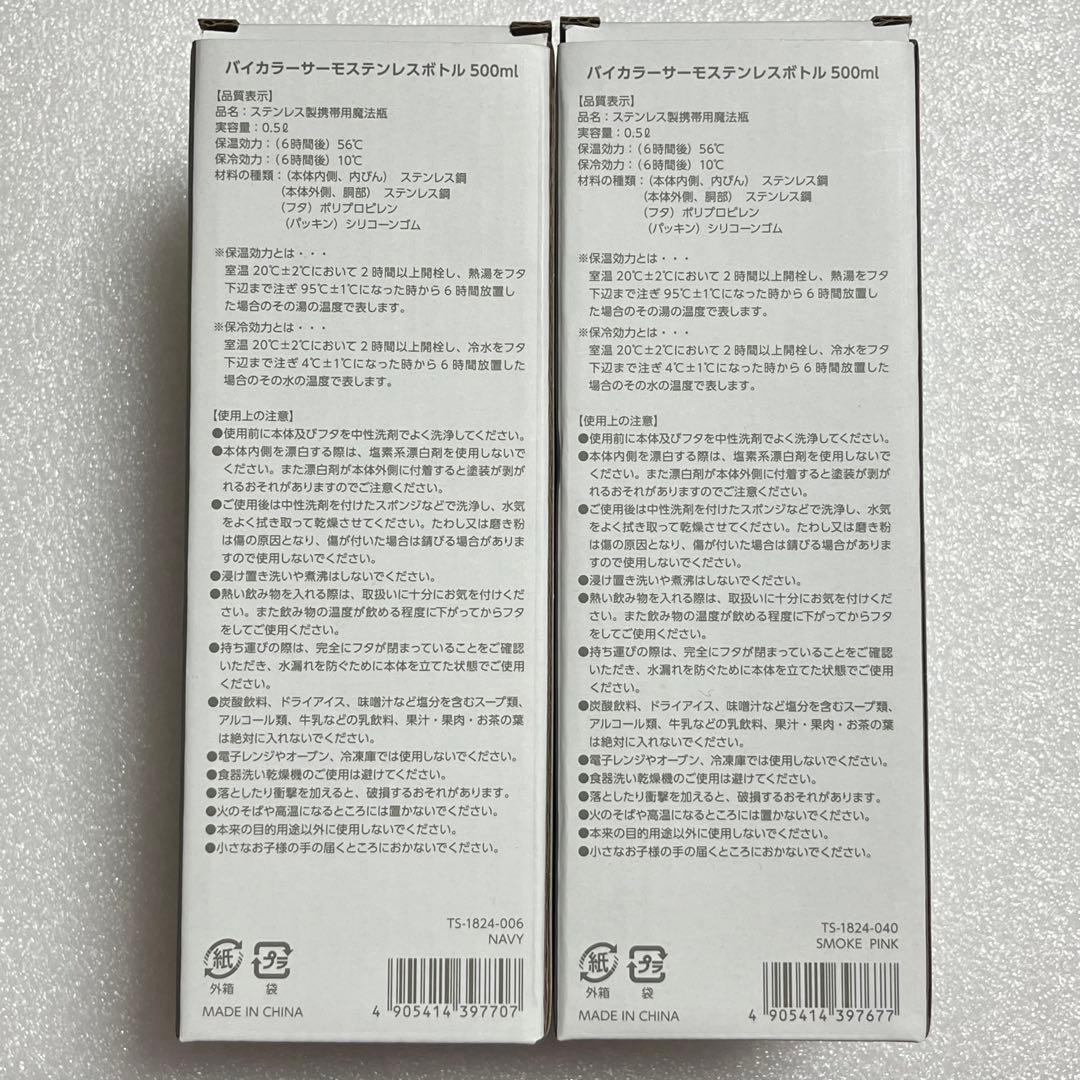 バイカラーサーモステンレスボトル 500ml
【品質表示】
品名：ステンレス製携帯用魔法瓶
実容量：0.5ℓ
保温効力：（6時間後）56℃
保冷効力：（6時間後）10℃
材料の種類：（本体内側、内びん） ステンレス鋼
（本体外側、胴部） ステンレス鋼
（フタ）ポリプロピレン
（パッキン）シリコーンゴム
※保温効力とは・・・
室温 20℃±2℃において 2 時間以上開栓し、熱湯をフタ
下辺まで注ぎ 95℃±1℃になった時から 6 時間放置し
た場合のその湯の温度で表します。
※保冷効力とは・・・
室温 20℃±2℃において 2 時間以上開栓し、冷水をフタ
下辺まで注ぎ 4℃±1℃になった時から 6 時間放置した
場合のその水の温度で表します。
【使用上の注意】
●使用前に本体及びフタを中性洗剤でよく洗浄してください。
●本体内側を漂白する際は、塩素系漂白剤を使用しないで
ください。また漂白剤が本体外側に付着すると塗装が剥が
れるおそれがありますのでご注意ください。
●ご使用後は中性洗剤を付けたスポンジなどで洗浄し、水気
をよく拭き取って乾燥させてください。たわし又は磨き粉
は傷の原因となり、傷が付いた場合は錆びる場合がありま
すので使用しないでください。
●浸け置き洗いや煮沸はしないでください。
●熱い飲み物を入れる際は、取扱いに十分にお気を付けくだ
さい。また飲み物の温度が飲める程度に下がってからフタ
をしてご使用ください。
●持ち運びの際は、完全にフタが閉まっていることをご確認
いただき、水漏れを防ぐために本体を立てた状態でご使用
ください。
●炭酸飲料、ドライアイス、味噌汁など塩分を含むスープ類、
アルコール類、牛乳などの乳飲料、果汁・果肉・お茶の葉
は絶対に入れないでください。
●電子レンジやオーブン、冷凍庫では使用しないでください。
●食器洗い乾燥機のご使用は避けてください。
●落としたり衝撃を加えると、破損するおそれがあります。
●火のそばや高温になるところには置かないでください。
●本来の目的用途以外に使用しないでください。
●小さなお子様の手の届くところにおかないでください。
TS-1824-006
NAVY
紙 プラ
外箱 袋
MADE IN CHINA
4 905414 397707
バイカラーサーモステンレスボトル 500ml
【品質表示】
品名：ステンレス製携帯用魔法瓶
実容量：0.5ℓ
保温効力：（6時間後）56℃
保冷効力：（6時間後）10℃
材料の種類：（本体内側、内びん） ステンレス鋼
（本体外側、胴部） ステンレス鋼
（フタ）ポリプロピレン
（パッキン）シリコーンゴム
※保温効力とは・・・
室温 20℃±2℃において 2 時間以上開栓し、熱湯をフタ
下辺まで注ぎ 95℃±1℃になった時から 6 時間放置し
た場合のその湯の温度で表します。
※保冷効力とは・・・
室温 20℃±2℃において 2 時間以上開栓し、冷水をフタ
下辺まで注ぎ 4℃±1℃になった時から 6 時間放置した
場合のその水の温度で表します。
【使用上の注意】
●使用前に本体及びフタを中性洗剤でよく洗浄してください。
●本体内側を漂白する際は、塩素系漂白剤を使用しないで
ください。また漂白剤が本体外側に付着すると塗装が剥が
れるおそれがありますのでご注意ください。
●ご使用後は中性洗剤を付けたスポンジなどで洗浄し、水気
をよく拭き取って乾燥させてください。たわし又は磨き粉
は傷の原因となり、傷が付いた場合は錆びる場合がありま
すので使用しないでください。
●浸け置き洗いや煮沸はしないでください。
●熱い飲み物を入れる際は、取扱いに十分にお気を付けくだ
さい。また飲み物の温度が飲める程度に下がってからフタ
をしてご使用ください。
●持ち運びの際は、完全にフタが閉まっていることをご確認
いただき、水漏れを防ぐために本体を立てた状態でご使用
ください。
●炭酸飲料、ドライアイス、味噌汁など塩分を含むスープ類、
アルコール類、牛乳などの乳飲料、果汁・果肉・お茶の葉
は絶対に入れないでください。
●電子レンジやオーブン、冷凍庫では使用しないでください。
●食器洗い乾燥機のご使用は避けてください。
●落としたり衝撃を加えると、破損するおそれがあります。
●火のそばや高温になるところには置かないでください。
●本来の目的用途以外に使用しないでください。
●小さなお子様の手の届くところにおかないでください。
TS-1824-040
SMOKE PINK
紙 プラ
外箱 袋
MADE IN CHINA
4 905414 397677